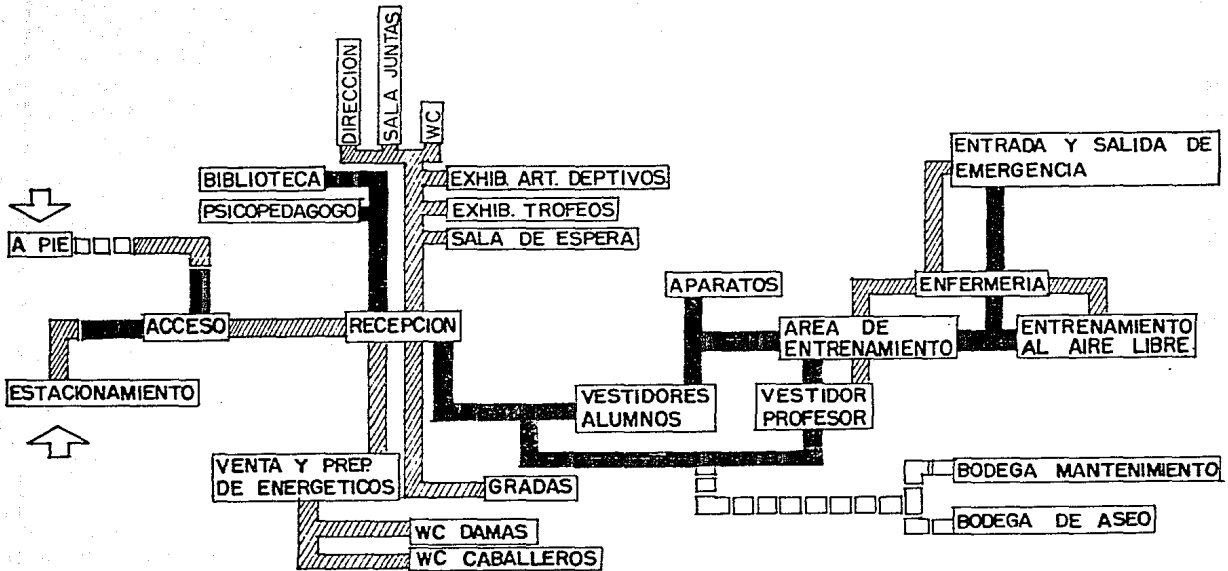 DIRECCION
SALA JUNTAS
WC
BIBLIOTECA
PSICOPEDAGOGO
EXHIB. ART. DEPTIVOS
EXHIB. TROFEOS
SALA DE ESPERA
ENTRADA Y SALIDA DE
EMERGENCIA
A PIE
ACCESO
RECEPCION
ESTACIONAMIENTO
APARATOS
ENFERMERIA
AREA DE
ENTRENAMIENTO
ENTRENAMIENTO
AL AIRE LIBRE.
VESTIDORES
ALUMNOS
VESTIDOR
PROFESOR
VENTA Y PREP.
DE ENERGETICOS
GRADAS
WC DAMAS
WC CABALLEROS
BODEGA MANTENIMIENTO
BODEGA DE ASEO